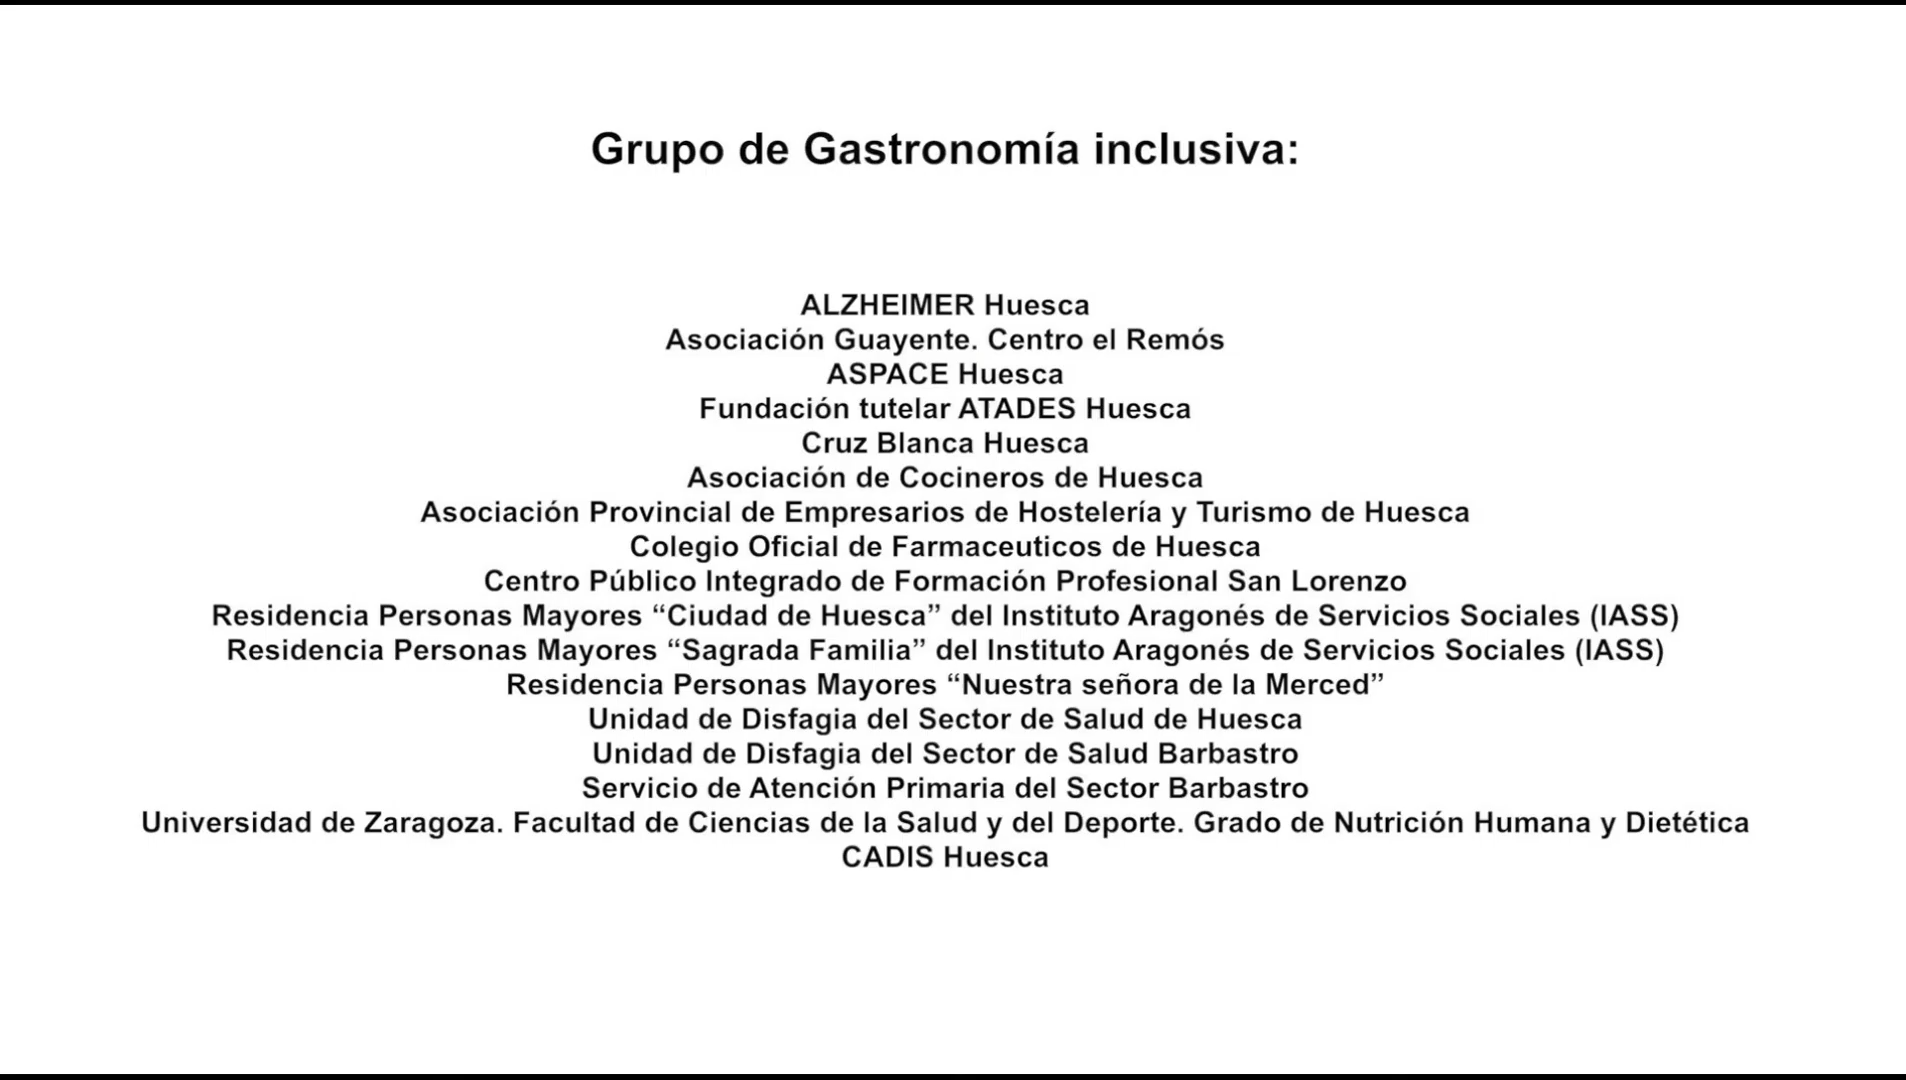 Grupo de Gastronomía inclusiva:
ALZHEIMER Huesca
Asociación Guayente. Centro el Remós
ASPACE Huesca
Fundación tutelar ATADES Huesca
Cruz Blanca Huesca
Asociación de Cocineros de Huesca
Asociación Provincial de Empresarios de Hostelería y Turismo de Huesca
Colegio Oficial de Farmaceuticos de Huesca
Centro Público Integrado de Formación Profesional San Lorenzo
Residencia Personas Mayores “Ciudad de Huesca” del Instituto Aragonés de Servicios Sociales (IASS)
Residencia Personas Mayores “Sagrada Familia” del Instituto Aragonés de Servicios Sociales (IASS)
Residencia Personas Mayores “Nuestra señora de la Merced”
Unidad de Disfagia del Sector de Salud de Huesca
Unidad de Disfagia del Sector de Salud Barbastro
Servicio de Atención Primaria del Sector Barbastro
Universidad de Zaragoza. Facultad de Ciencias de la Salud y del Deporte. Grado de Nutrición Humana y Dietética
CADIS Huesca